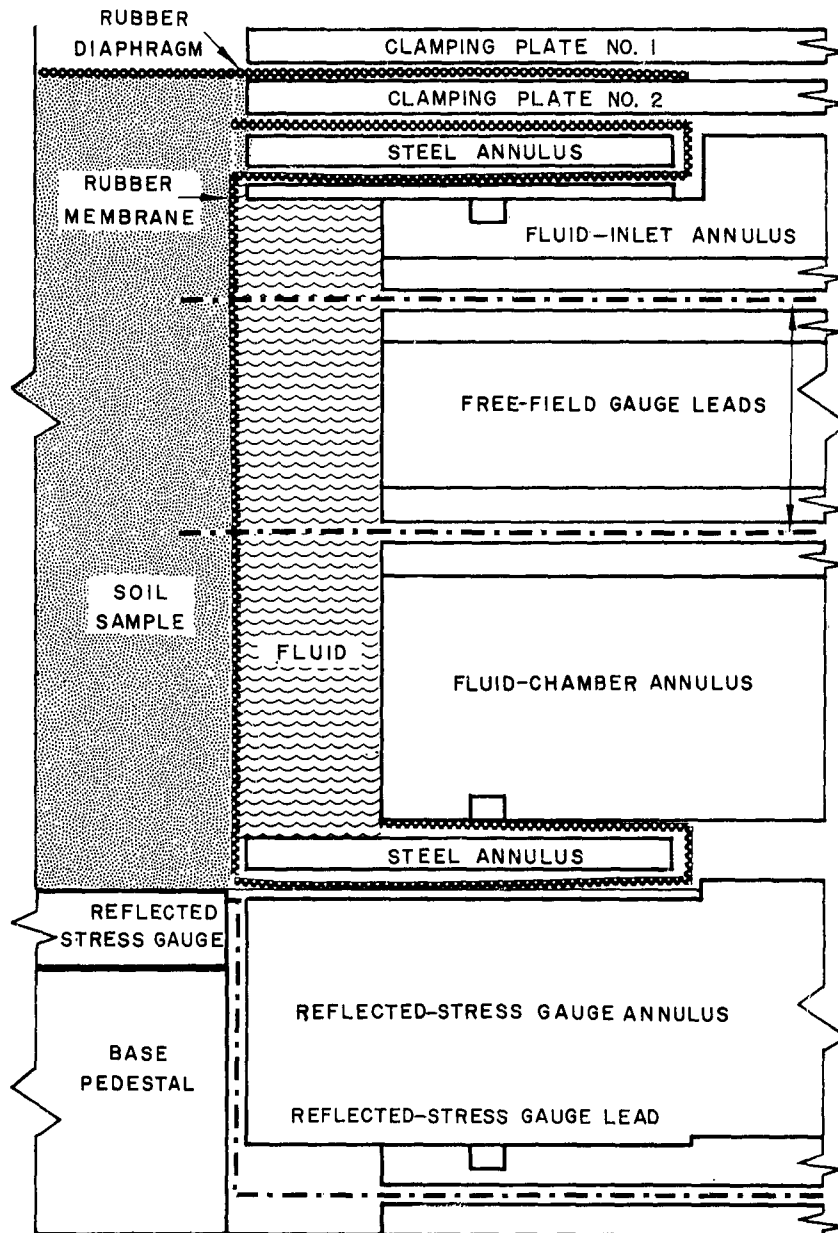 RUBBER
DIAPHRAGM
CLAMPING PLATE NO. 1
CLAMPING PLATE NO. 2
STEEL ANNULUS
RUBBER
MEMBRANE
FLUID-INLET ANNULUS
FREE-FIELD GAUGE LEADS
SOIL
SAMPLE
FLUID
FLUID-CHAMBER ANNULUS
STEEL ANNULUS
REFLECTED
STRESS GAUGE
REFLECTED-STRESS GAUGE ANNULUS
BASE
PEDESTAL
REFLECTED-STRESS GAUGE LEAD